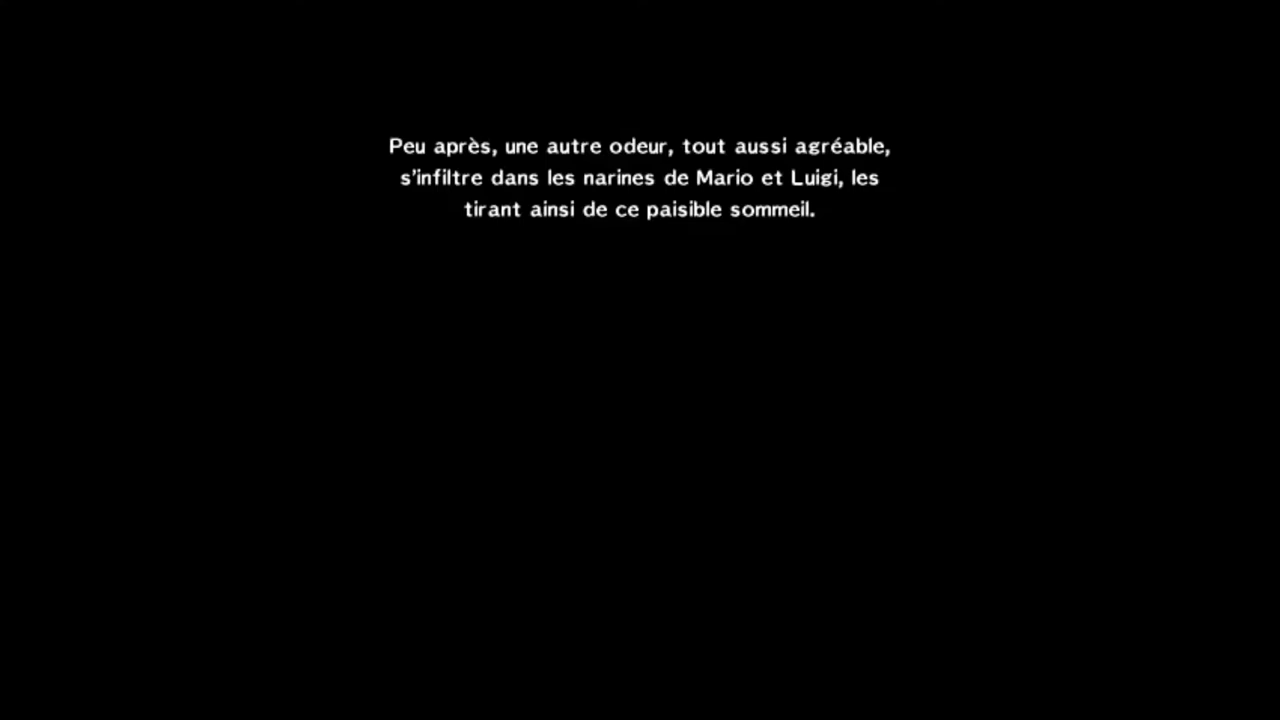 Peu après, une autre odeur, tout aussi agréable,
s'infiltre dans les narines de Mario et Luigi, les
tirant ainsi de ce paisible sommeil.